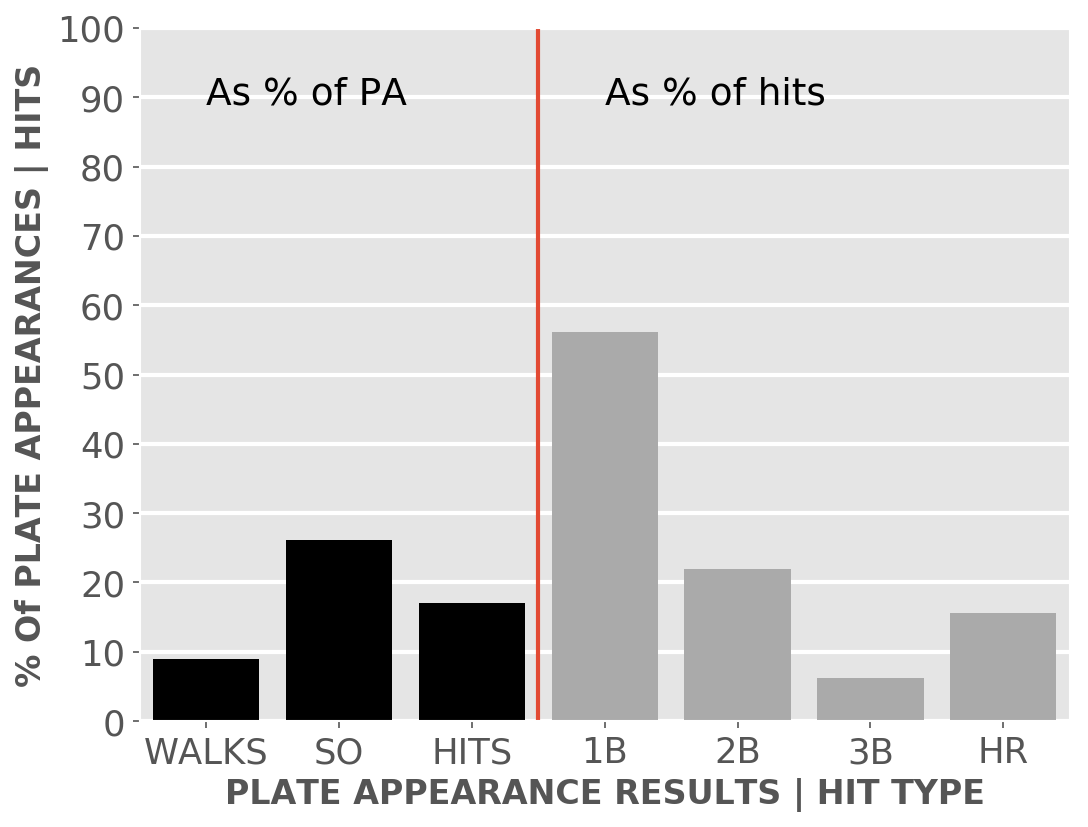 % Of PLATE APPEARANCES | HITS
100
90
80
70
60
50
40
30
20
10
0
As % of PA
As % of hits
WALKS SO HITS 1B 2B 3B HR
PLATE APPEARANCE RESULTS | HIT TYPE